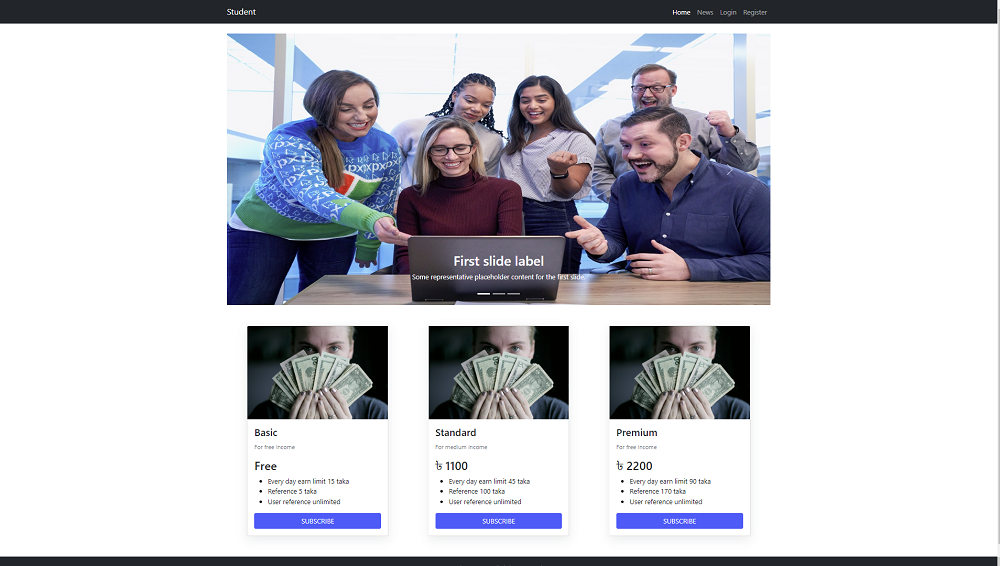 Student
Home News Login Register
First slide label
Some representative placeholder content for the first slide.
Basic
For free income
Free
Every day earn limit 15 taka
Reference 5 taka
User reference unlimited
SUBSCRIBE
Standard
For medium income
৳ 1100
Every day earn limit 45 taka
Reference 100 taka
User reference unlimited
SUBSCRIBE
Premium
For free income
৳ 2200
Every day earn limit 90 taka
Reference 170 taka
User reference unlimited
SUBSCRIBE